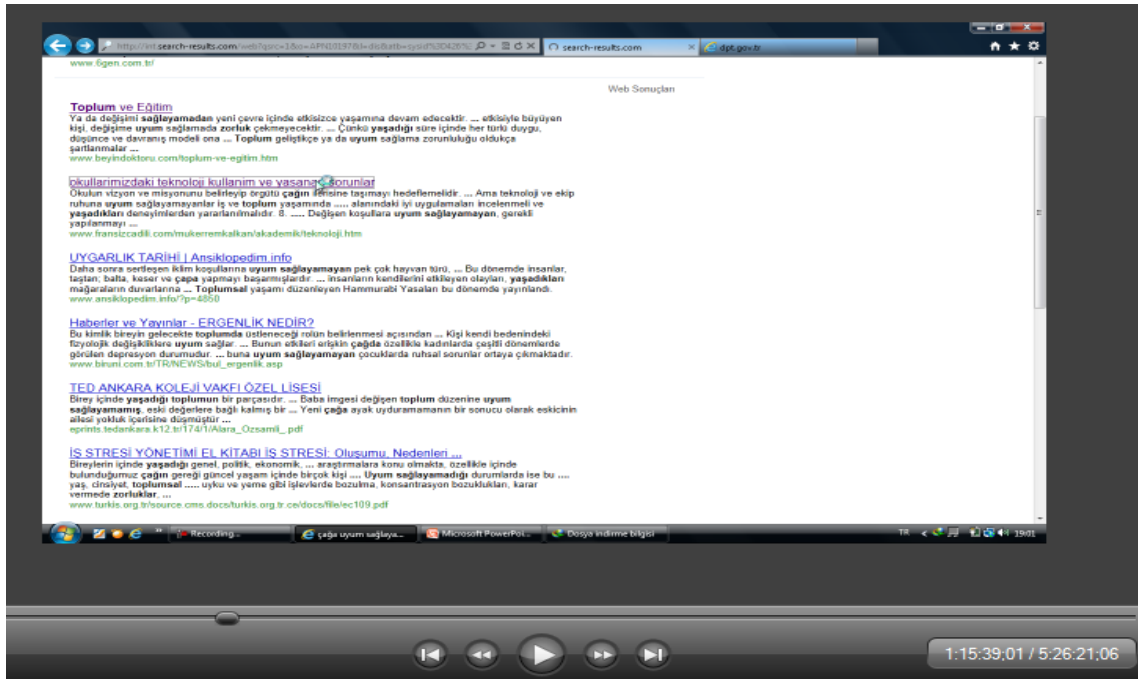 http://int.search-results.com/web?qsrc=1&o=APN10197&l=dis&atb=sysid%3D426%
search-results.com
dpt.gov.tr
www.6gen.com.tr/
Web Sonuçları
Toplum ve Eğitim
Ya da değişimi sağlayamadan yeni çevre içinde etkisizce yaşamına devam edecektir. ... etkisiyle büyüyen
kişi, değişime uyum sağlamada zorluk çekmeyecektir. ... Çünkü yaşadığı süre içinde her türlü duygu,
düşünce ve davranış modeli ona ... Toplum geliştikçe ya da uyum sağlama zorunluluğu oldukça
şartlanmalar ...
www.beyindoktoru.com/toplum-ve-egitim.htm
okullarimizdaki teknoloji kullanim ve yasanan sorunlar
Okulun vizyon ve misyonunu belirleyip örgütü çağın ilerisine taşımayı hedeflemelidir. ... Ama teknoloji ve ekip
ruhuna uyum sağlayamayanlar iş ve toplum yaşamında ..... alanındaki iyi uygulamaları incelenmeli ve
yaşadıkları deneyimlerden yararlanılmalıdır. 8. .... Değişen koşullara uyum sağlayamayan, gerekli
yapılanmayı ...
www.fransizcadili.com/mukerremkalkan/akademik/teknoloji.htm
UYGARLIK TARİHİ | Ansiklopedim.info
Daha sonra sertleşen iklim koşullarına uyum sağlayamayan pek çok hayvan türü, ... Bu dönemde insanlar,
taştan; balta, keser ve çapa yapmayı başarmışlardır. ... insanların kendilerini etkileyen olayları, yaşadıkları
mağaraların duvarlarına ... Toplumsal yaşamı düzenleyen Hammurabi Yasaları bu dönemde yayınlandı.
www.ansiklopedim.info/?p=4850
Haberler ve Yayınlar - ERGENLİK NEDİR?
Bu kimlik bireyin gelecekte toplumda üstleneceği rolün belirlenmesi açısından ... Kişi kendi bedenindeki
fizyolojik değişikliklere uyum sağlar. ... Bunun etkileri erişkin çağda özellikle kadınlarda çeşitli dönemlerde
görülen depresyon durumudur. ... buna uyum sağlayamayan çocuklarda ruhsal sorunlar ortaya çıkmaktadır.
www.biruni.com.tr/TR/NEWS/bul_ergenlik.asp
TED ANKARA KOLEJİ VAKFI ÖZEL LİSESİ
Birey içinde yaşadığı toplumun bir parçasıdır. ... Baba imgesi değişen toplum düzenine uyum
sağlayamamış, eski değerlere bağlı kalmış bir ... Yeni çağa ayak uyduramamanın bir sonucu olarak eskicinin
ailesi yokluk içerisine düşmüştür ...
eprints.tedankara.k12.tr/174/1/Alara_Ozsamli_.pdf
İŞ STRESİ YÖNETİMİ EL KİTABI İŞ STRESİ: Oluşumu, Nedenleri ...
Bireylerin içinde yaşadığı genel, politik, ekonomik, ... araştırmalara konu olmakta, özellikle içinde
bulunduğumuz çağın gereği güncel yaşam içinde birçok kişi .... Uyum sağlayamadığı durumlarda ise bu ....
yaş, cinsiyet, toplumsal ..... uyku ve yeme gibi işlevlerde bozulma, konsantrasyon bozuklukları, karar
vermede zorluklar, ...
www.turkis.org.tr/source.cms.docs/turkis.org.tr.ce/docs/file/ec109.pdf
Recording...
çağa uyum sağlaya...
Microsoft PowerPoi...
Dosya indirme bilgisi
TR
19:01
1:15:39;01 / 5:26:21;06